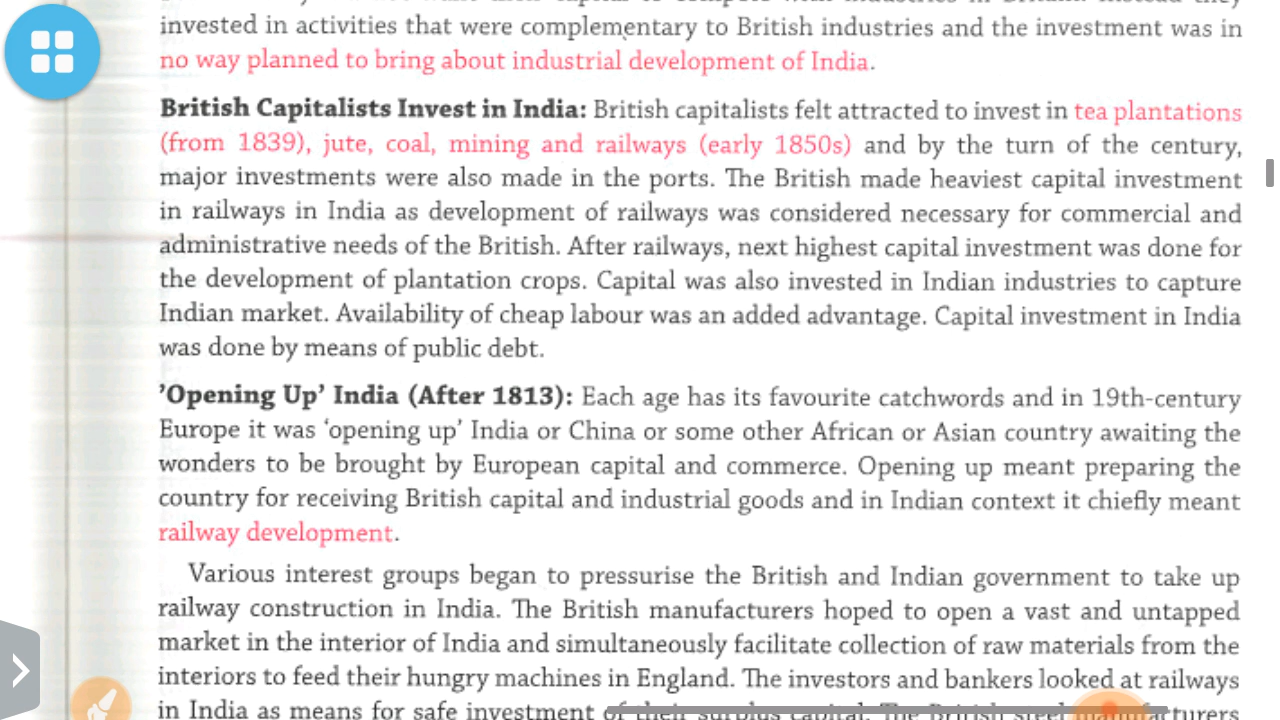 invested in activities that were complementary to British industries and the investment was in
no way planned to bring about industrial development of India.
British Capitalists Invest in India: British capitalists felt attracted to invest in tea plantations
(from 1839), jute, coal, mining and railways (early 1850s) and by the turn of the century,
major investments were also made in the ports. The British made heaviest capital investment
in railways in India as development of railways was considered necessary for commercial and
administrative needs of the British. After railways, next highest capital investment was done for
the development of plantation crops. Capital was also invested in Indian industries to capture
Indian market. Availability of cheap labour was an added advantage. Capital investment in India
was done by means of public debt.
’Opening Up’ India (After 1813): Each age has its favourite catchwords and in 19th-century
Europe it was ‘opening up’ India or China or some other African or Asian country awaiting the
wonders to be brought by European capital and commerce. Opening up meant preparing the
country for receiving British capital and industrial goods and in Indian context it chiefly meant
railway development.
Various interest groups began to pressurise the British and Indian government to take up
railway construction in India. The British manufacturers hoped to open a vast and untapped
market in the interior of India and simultaneously facilitate collection of raw materials from the
interiors to feed their hungry machines in England. The investors and bankers looked at railways
in India as means for safe investment of their surplus capital. The British steel manufacturers